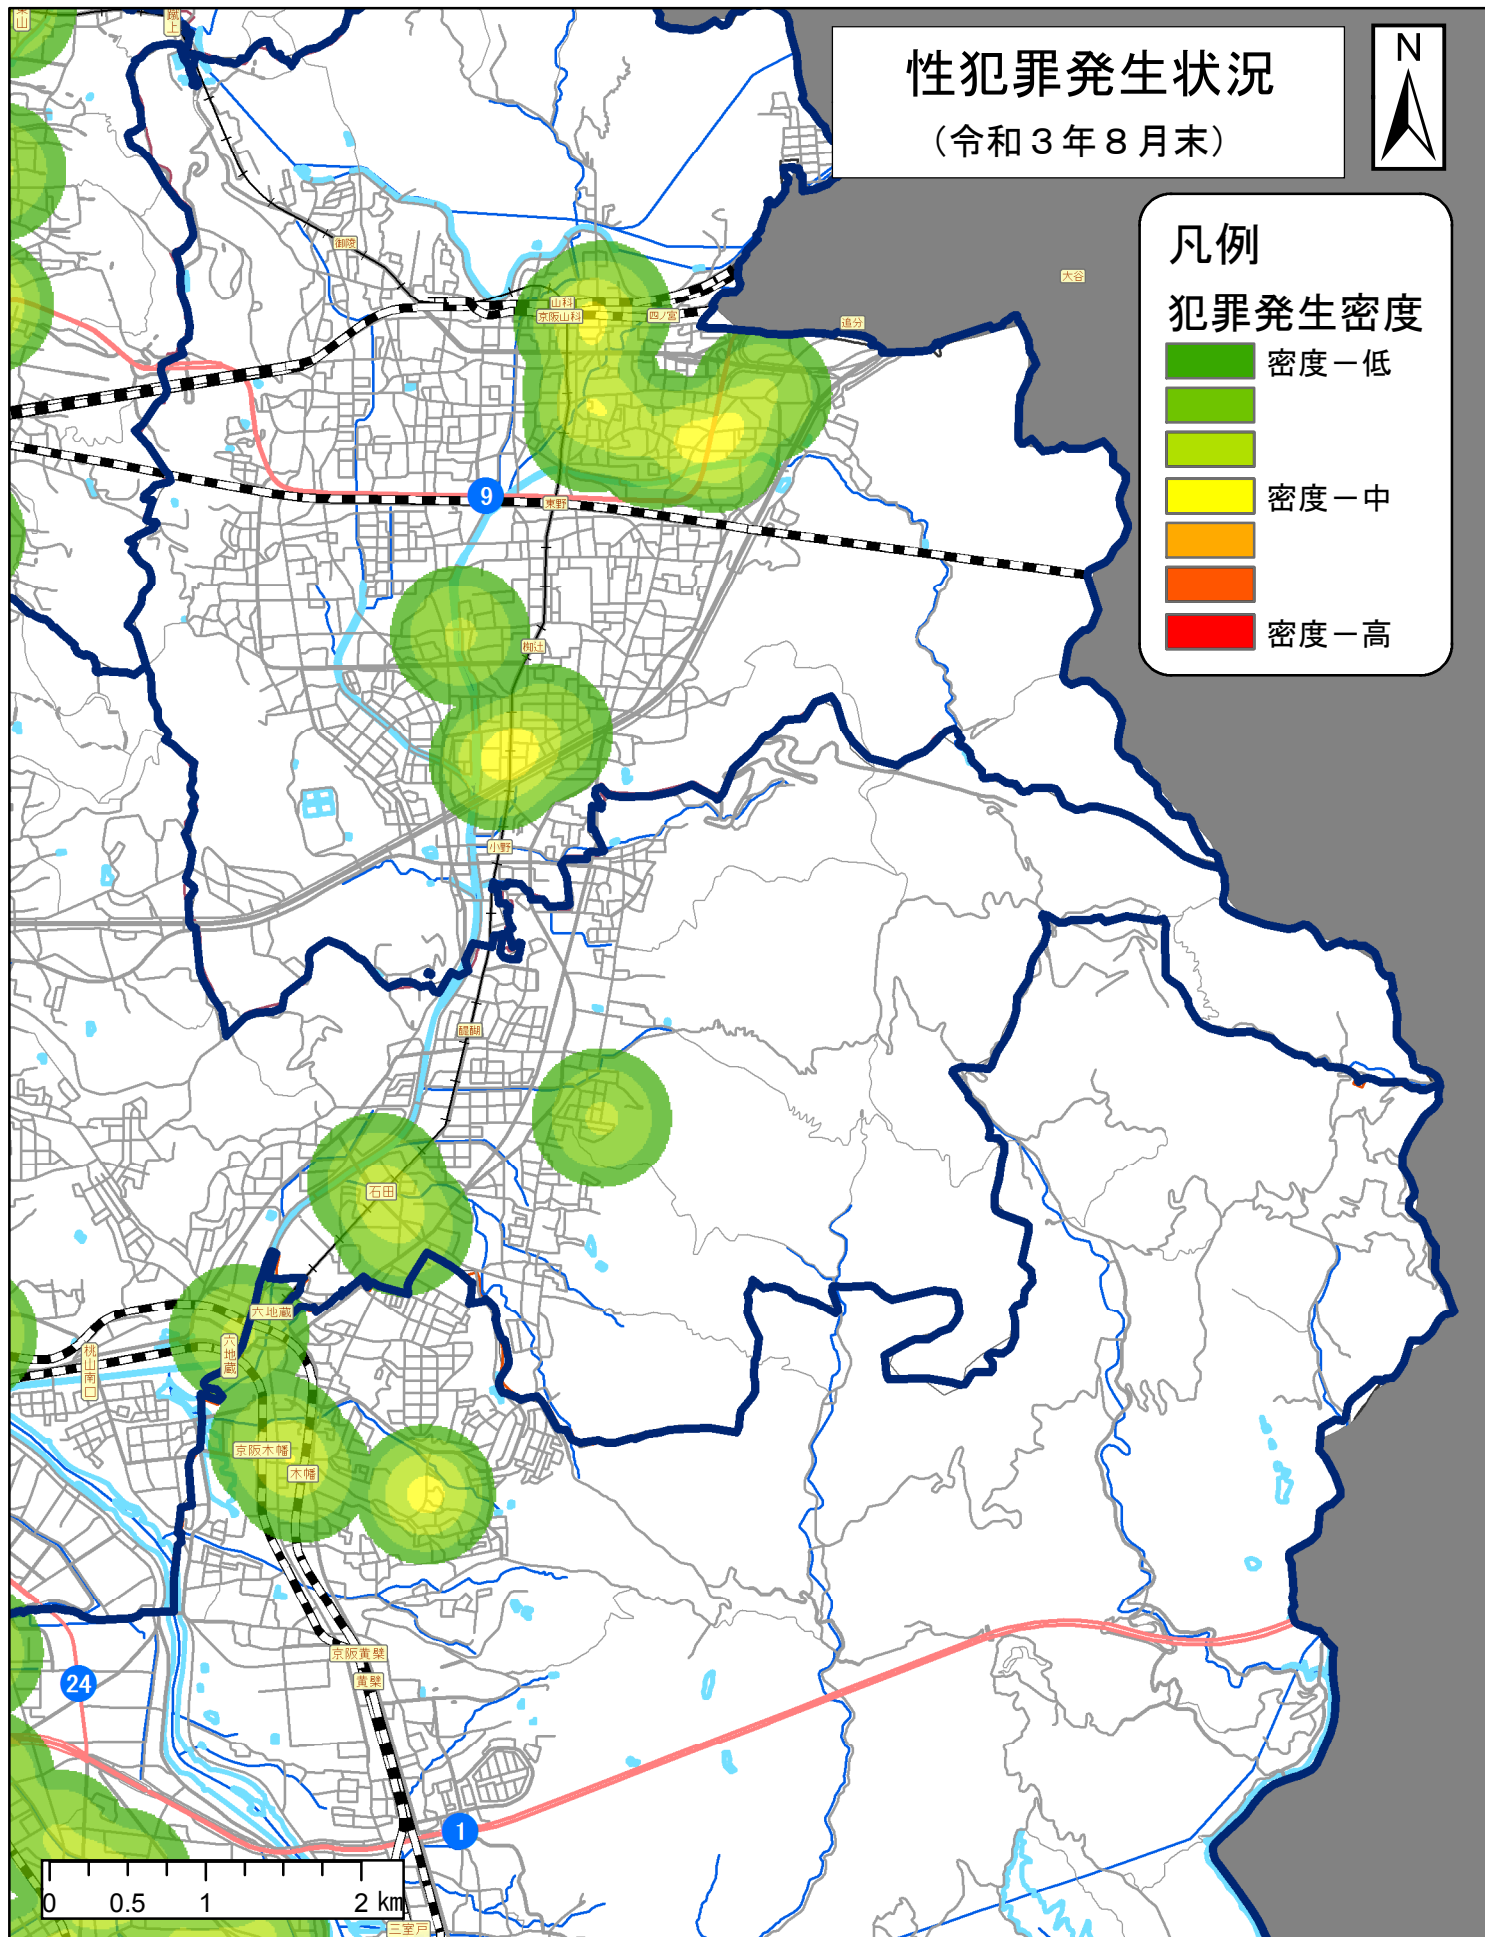 性犯罪発生状況
（令和３年８月末）
N
凡例
犯罪発生密度
密度－低
密度－中
密度－高
蹴上
御陵
山科
京阪山科
四ノ宮
追分
大谷
9
東野
椥辻
小野
醍醐
石田
六地蔵
六地蔵
桃山南口
京阪木幡
木幡
京阪黄檗
黄檗
24
1
三室戸
0 0.5 1 2 km